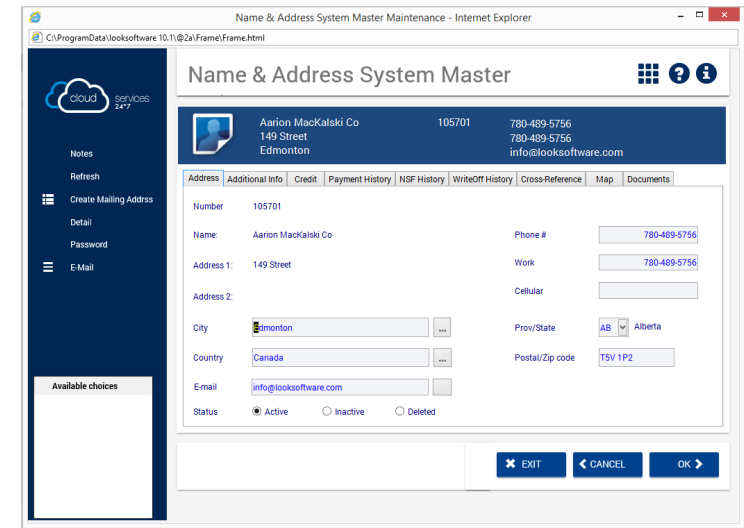 Name & Address System Master Maintenance - Internet Explorer
C:\ProgramData\looksoftware 10.1\@2a\Frame\Frame.html
cloud services
24*7
Notes
Refresh
Create Mailing Addrss
Detail
Password
E-Mail
Available choices
Name & Address System Master
Aarion MacKalski Co 105701 780-489-5756
149 Street 780-489-5756
Edmonton info@looksoftware.com
Address Additional Info Credit Payment History NSF History WriteOff History Cross-Reference Map Documents
Number 105701
Name: Aarion MacKalski Co Phone # 780-489-5756
Address 1: 149 Street Work 780-489-5756
Address 2: Cellular
City Edmonton ... Prov/State AB Alberta
Country Canada ... Postal/Zip code T5V 1P2
E-mail info@looksoftware.com
Status Active Inactive Deleted
EXIT CANCEL OK